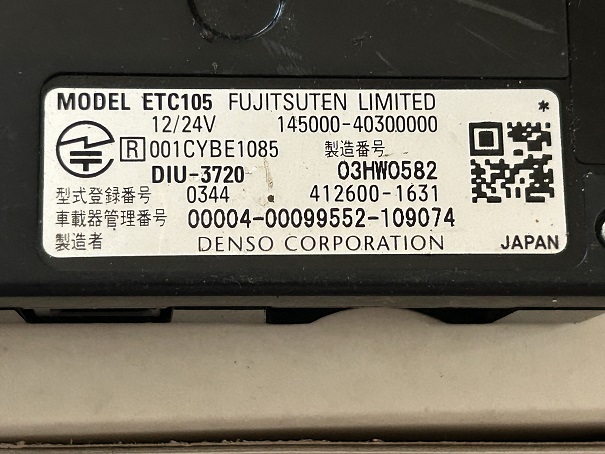 MODEL ETC105 FUJITSUTEN LIMITED *
12/24V 145000-40300000
R 001CYBE1085 製造番号
DIU-3720 03HW0582
型式登録番号 0344 412600-1631
車載器管理番号 00004-00099552-109074
製造者 DENSO CORPORATION JAPAN